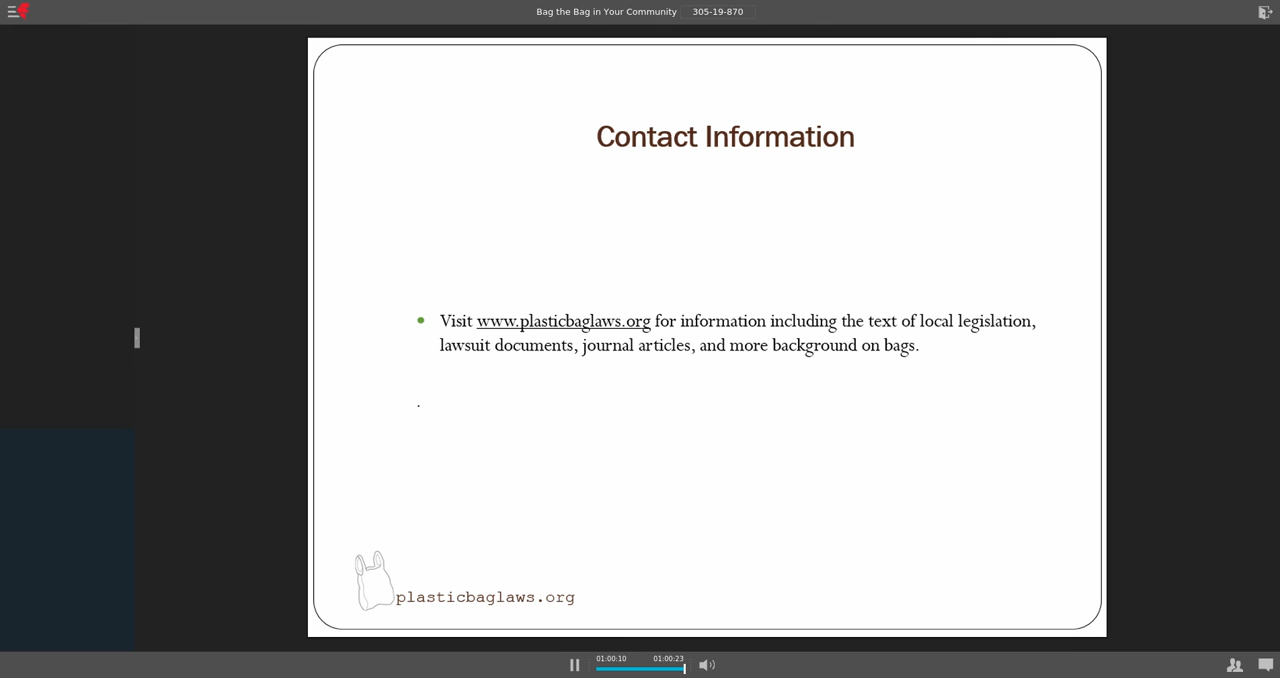 Bag the Bag in Your Community 305-19-870
Contact Information
• Visit www.plasticbaglaws.org for information including the text of local legislation,
lawsuit documents, journal articles, and more background on bags.
.
plasticbaglaws.org
01:00:10 01:00:23